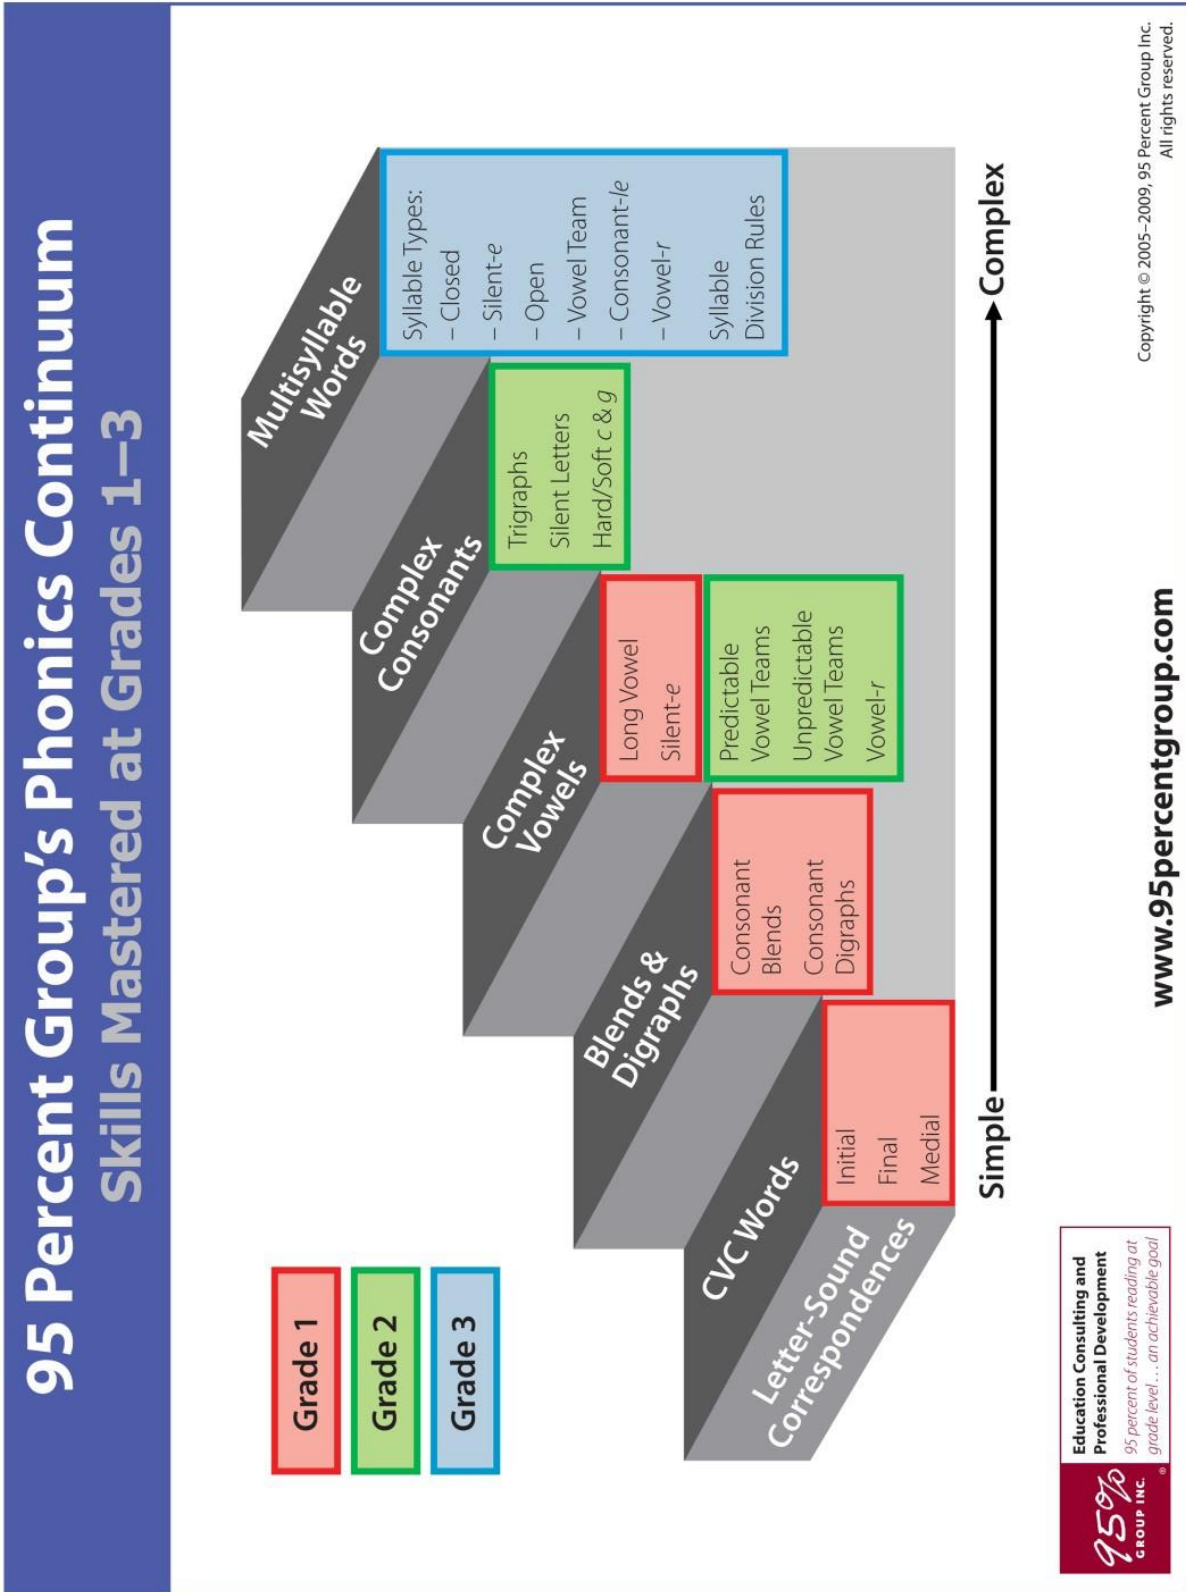 95 Percent Group's Phonics Continuum
Skills Mastered at Grades 1–3
Grade 1
Grade 2
Grade 3
Multisyllable
Words
Complex
Consonants
Complex
Vowels
Blends &
Digraphs
CVC Words
Letter-Sound
Correspondences
Initial
Final
Medial
Consonant
Blends
Consonant
Digraphs
Long Vowel
Silent-e
Predictable
Vowel Teams
Unpredictable
Vowel Teams
Vowel-r
Trigraphs
Silent Letters
Hard/Soft c & g
Syllable Types:
– Closed
– Silent-e
– Open
– Vowel Team
– Consonant-le
– Vowel-r
Syllable
Division Rules
Simple
Complex
95%
GROUP INC.
®
Education Consulting and
Professional Development
95 percent of students reading at
grade level . . . an achievable goal
www.95percentgroup.com
Copyright © 2005–2009, 95 Percent Group Inc.
All rights reserved.